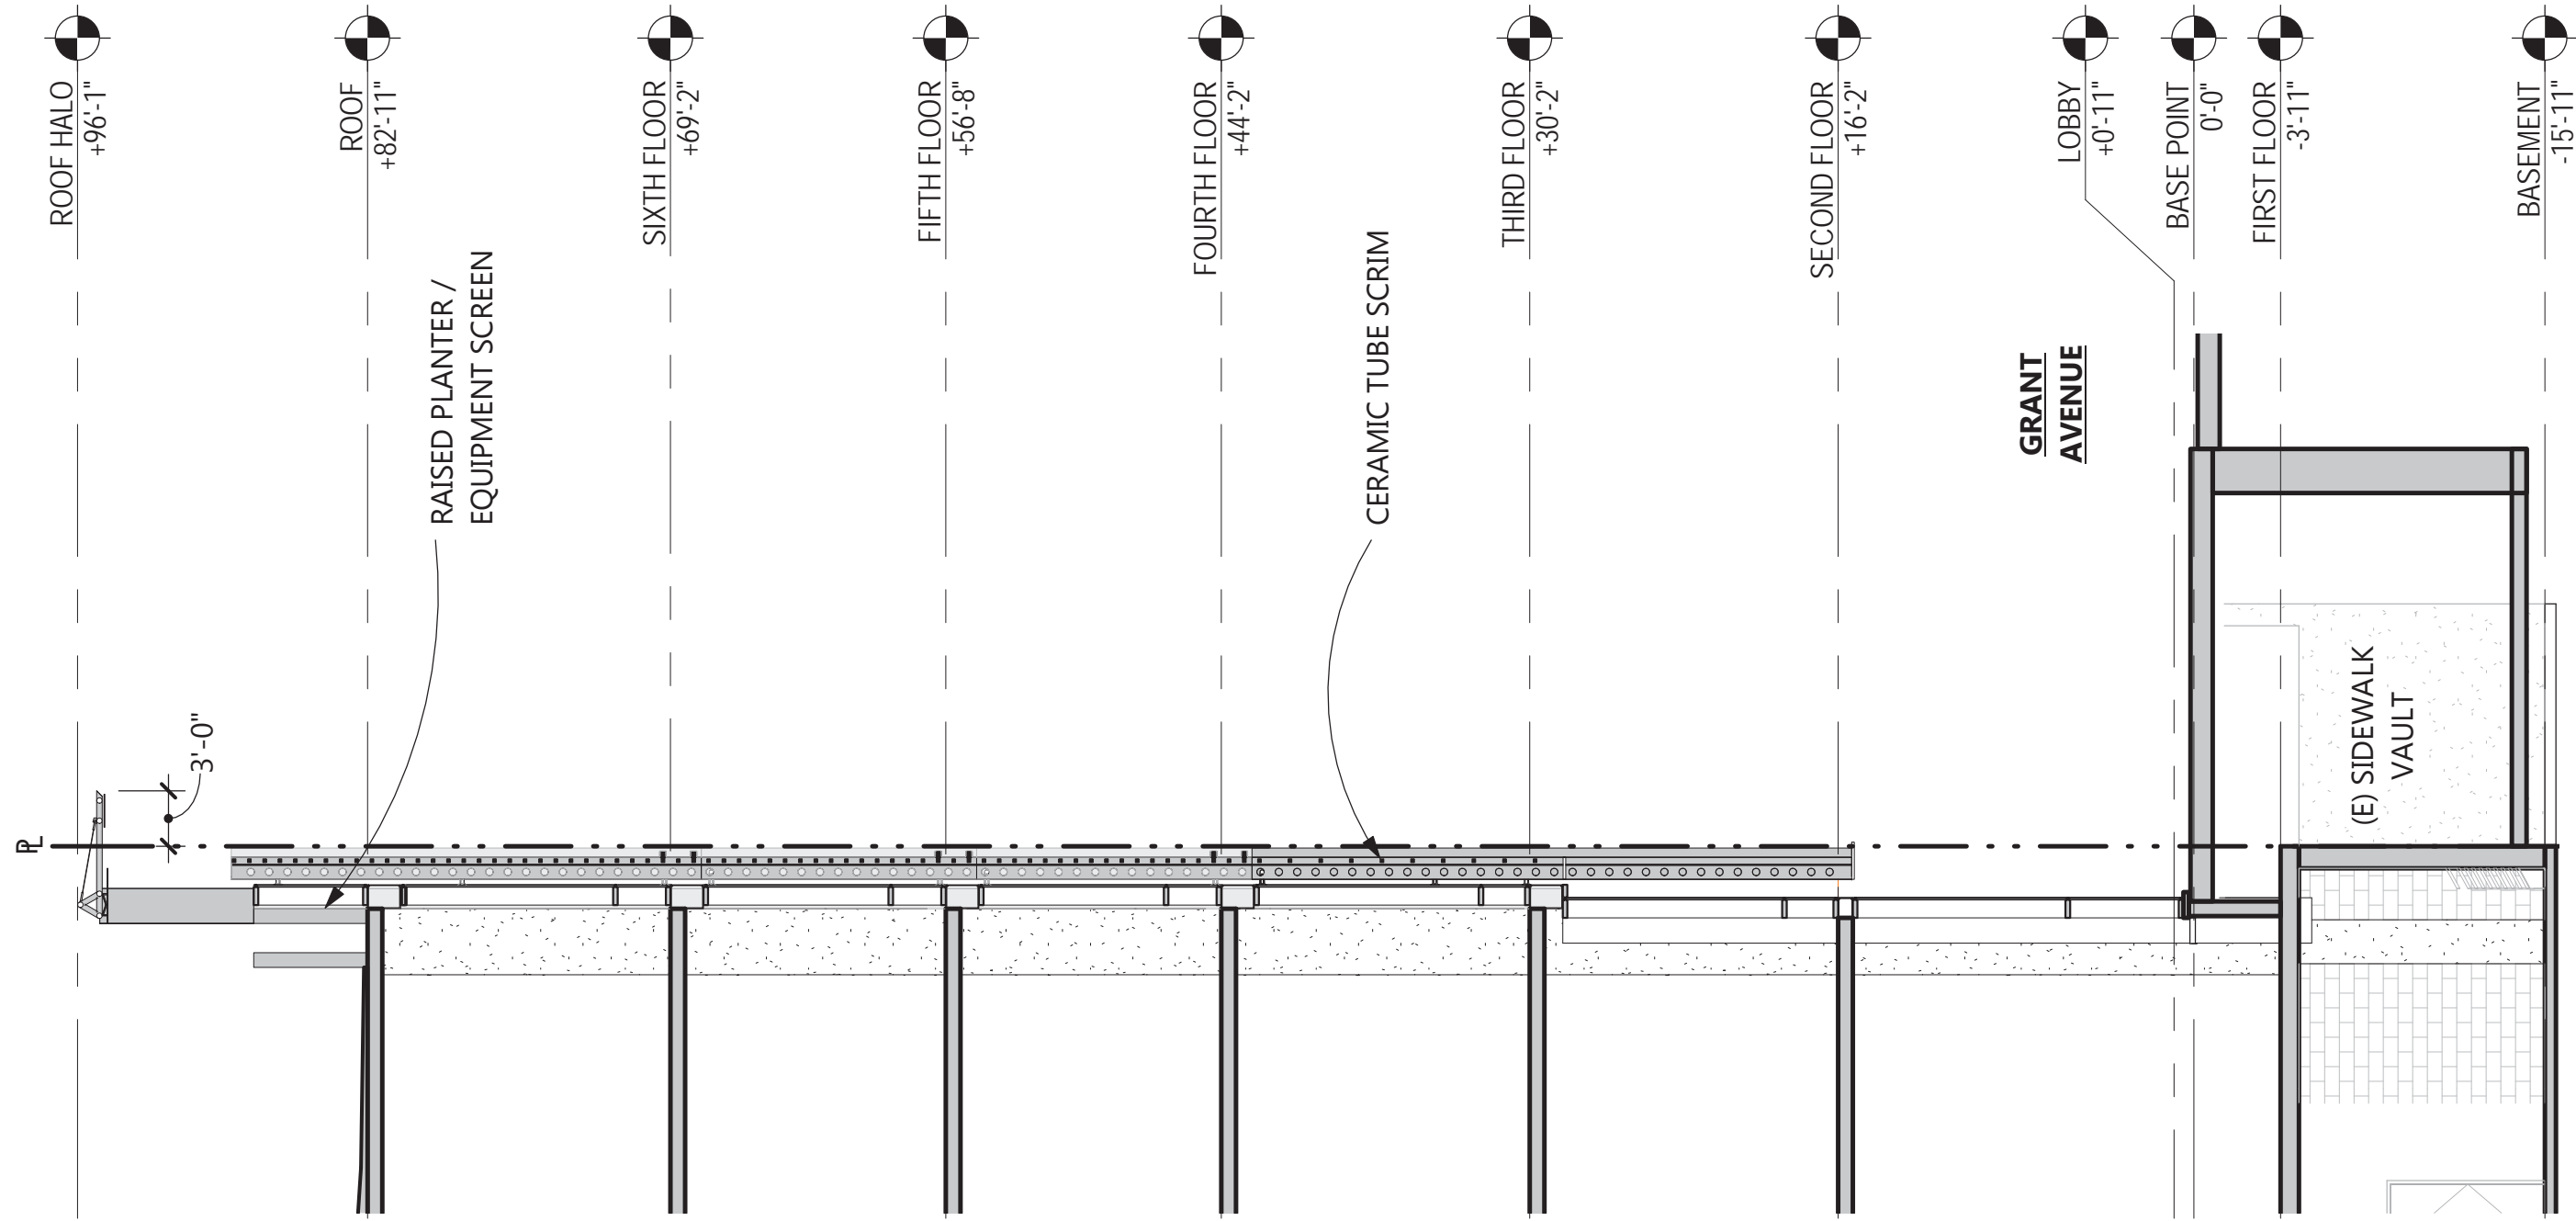 ROOF HALO
+96'-1"
ROOF
+82'-11"
SIXTH FLOOR
+69'-2"
FIFTH FLOOR
+56'-8"
FOURTH FLOOR
+44'-2"
THIRD FLOOR
+30'-2"
SECOND FLOOR
+16'-2"
LOBBY
+0'-11"
BASE POINT
0'-0"
FIRST FLOOR
-3'-11"
BASEMENT
-15'-11"
RAISED PLANTER /
EQUIPMENT SCREEN
CERAMIC TUBE SCRIM
GRANT
AVENUE
(E) SIDEWALK
VAULT
3'-0"
PL